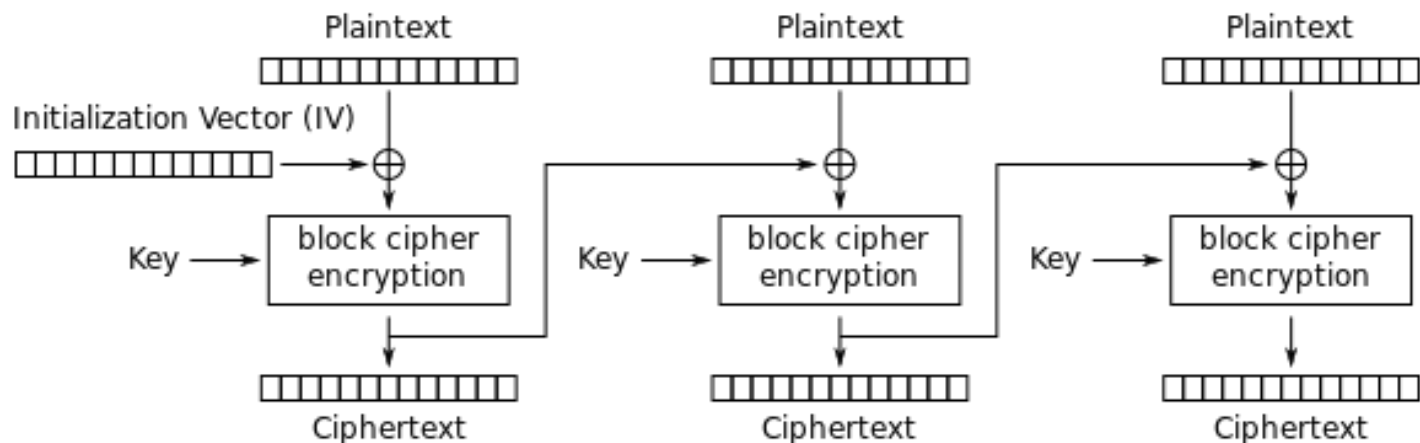 Plaintext
Plaintext
Plaintext
Initialization Vector (IV)
Key
block cipher
encryption
Key
block cipher
encryption
Key
block cipher
encryption
Ciphertext
Ciphertext
Ciphertext